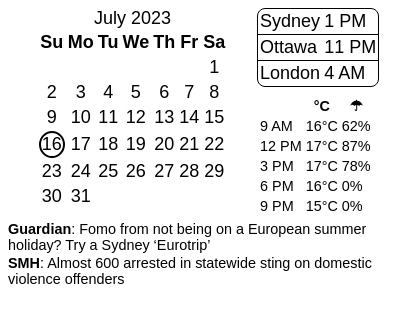 July 2023
Su Mo Tu We Th Fr Sa
1
2 3 4 5 6 7 8
9 10 11 12 13 14 15
16 17 18 19 20 21 22
23 24 25 26 27 28 29
30 31
Sydney 1 PM
Ottawa 11 PM
London 4 AM
°C ☂
9 AM 16°C 62%
12 PM 17°C 87%
3 PM 17°C 78%
6 PM 16°C 0%
9 PM 15°C 0%
Guardian: Fomo from not being on a European summer
holiday? Try a Sydney ‘Eurotrip’
SMH: Almost 600 arrested in statewide sting on domestic
violence offenders